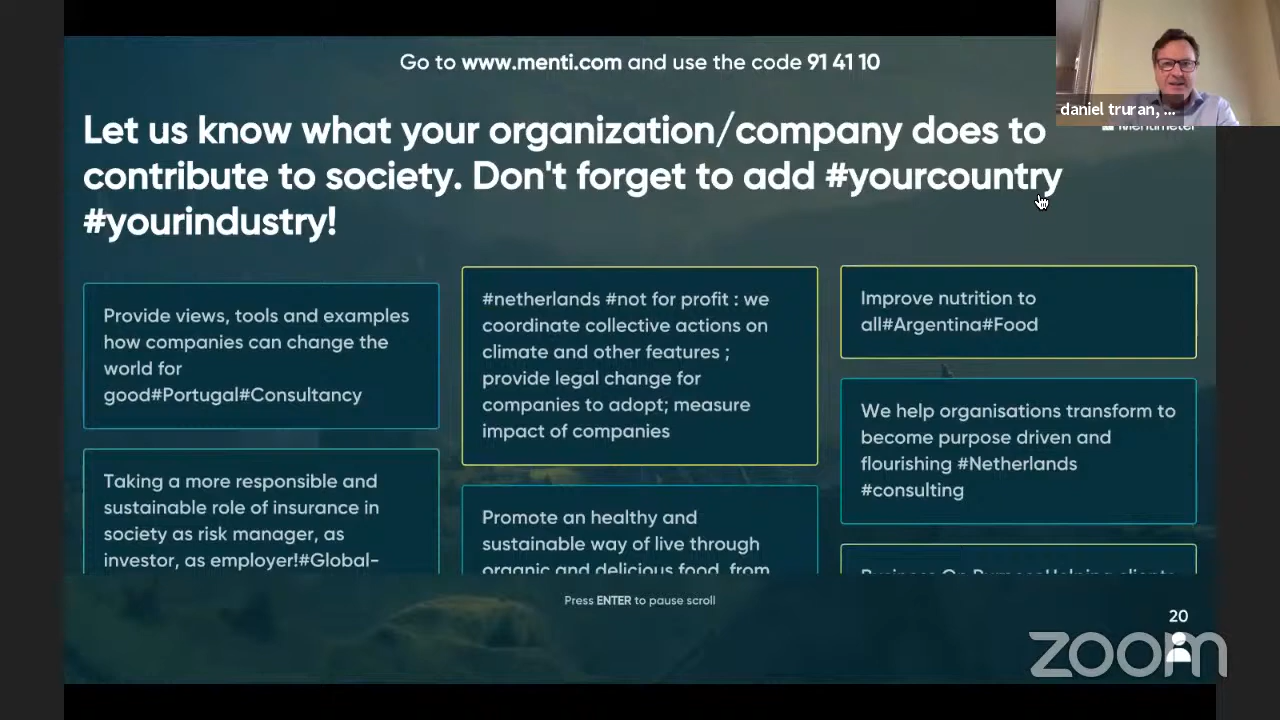 Go to www.menti.com and use the code 91 41 10
daniel truran, ...
Mentimeter
Let us know what your organization/company does to
contribute to society. Don't forget to add #yourcountry
#yourindustry!
Provide views, tools and examples
how companies can change the
world for
good#Portugal#Consultancy
Taking a more responsible and
sustainable role of insurance in
society as risk manager, as
investor, as employer!#Global-
#netherlands #not for profit : we
coordinate collective actions on
climate and other features ;
provide legal change for
companies to adopt; measure
impact of companies
Promote an healthy and
sustainable way of live through
organic and delicious food, from
Improve nutrition to
all#Argentina#Food
We help organisations transform to
become purpose driven and
flourishing #Netherlands
#consulting
Business On Purpose Helping clients
Press ENTER to pause scroll
20
zoom